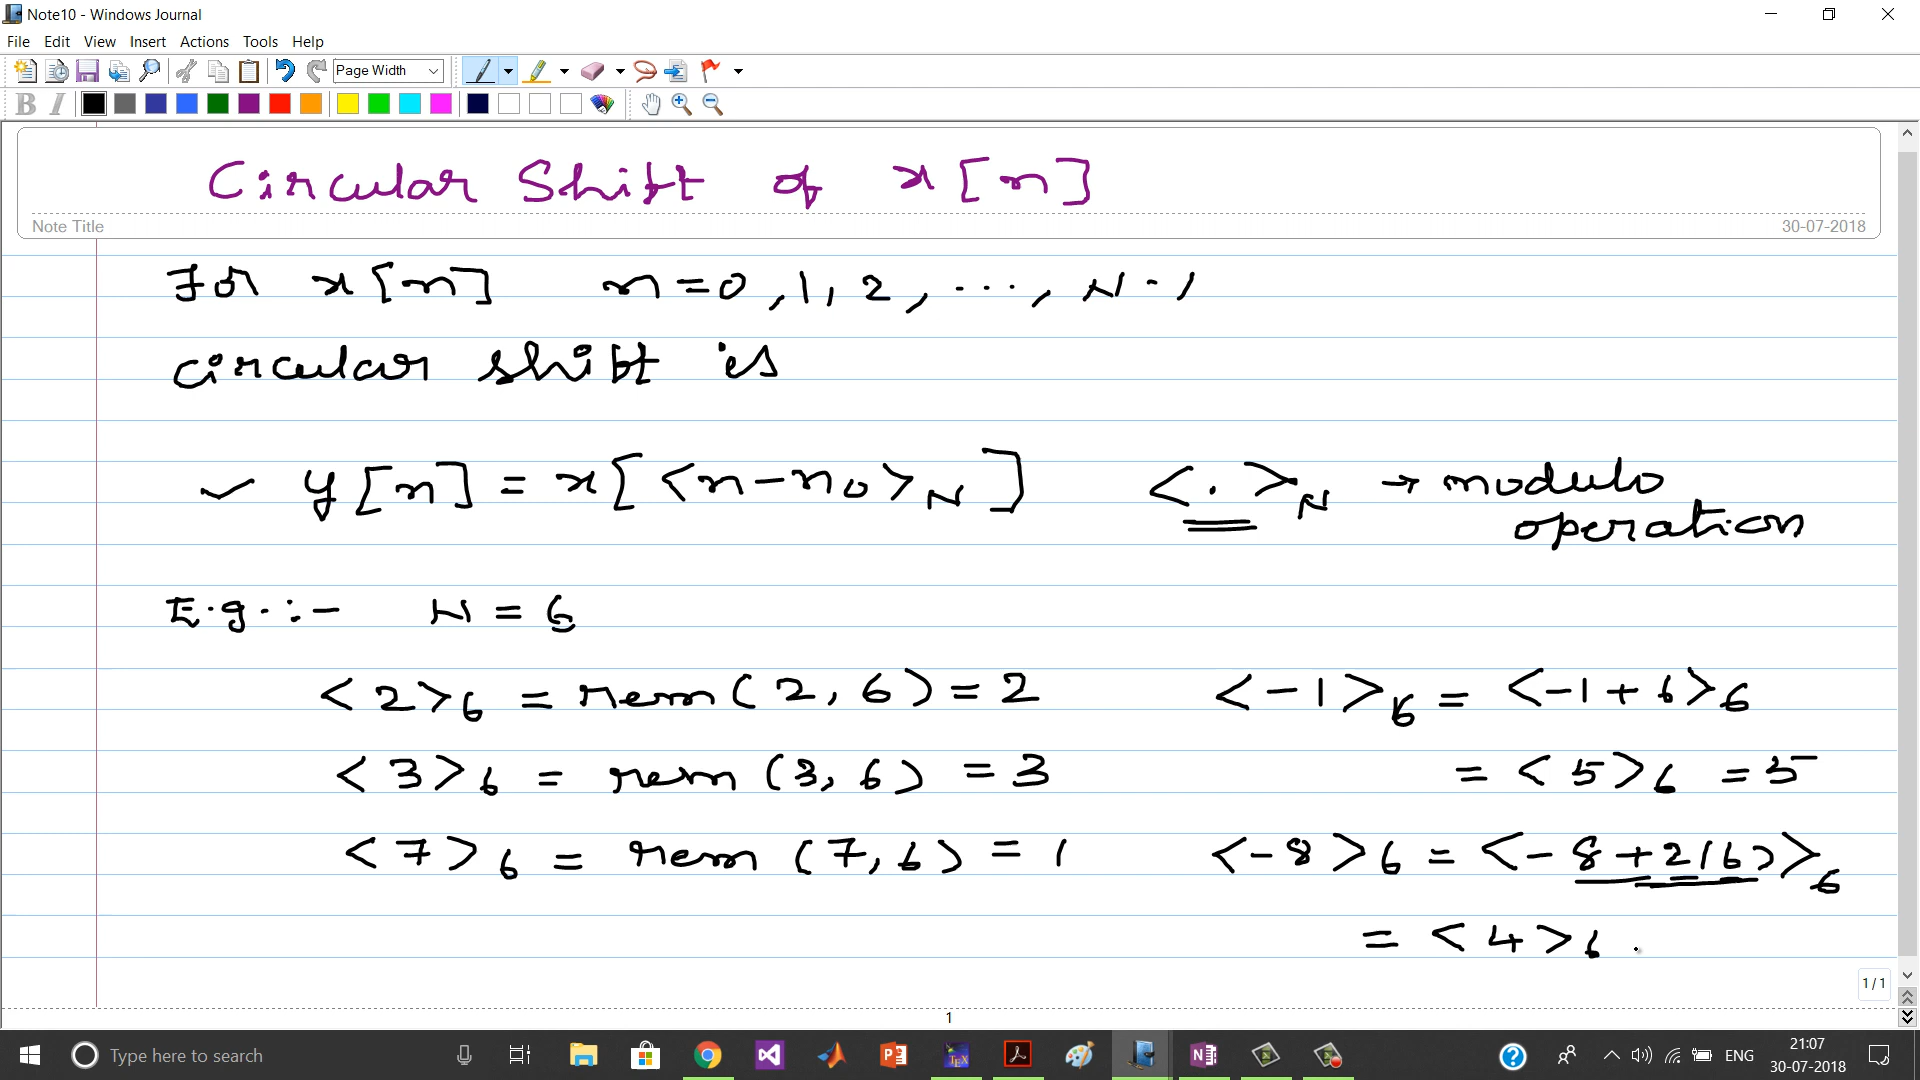 Note10 - Windows Journal
File Edit View Insert Actions Tools Help
Page Width
B I
Circular Shift of x[n]
Note Title 30-07-2018
For x[n] n=0,1,2,...,N-1
circular shift is
✓ y[n] = x[<n-n₀>_N] <.>_N → modulo
operation
E.g.:- N = 6
<2>₆ = rem(2,6)=2 <-1>₆ = <-1+6>₆
<3>₆ = rem(3,6) =3 = <5>₆ =5
<7>₆ = rem(7,6) = 1 <-8>₆ = <-8+2(6)>₆
= <4>₆
1/1
1
Type here to search
ENG
21:07
30-07-2018